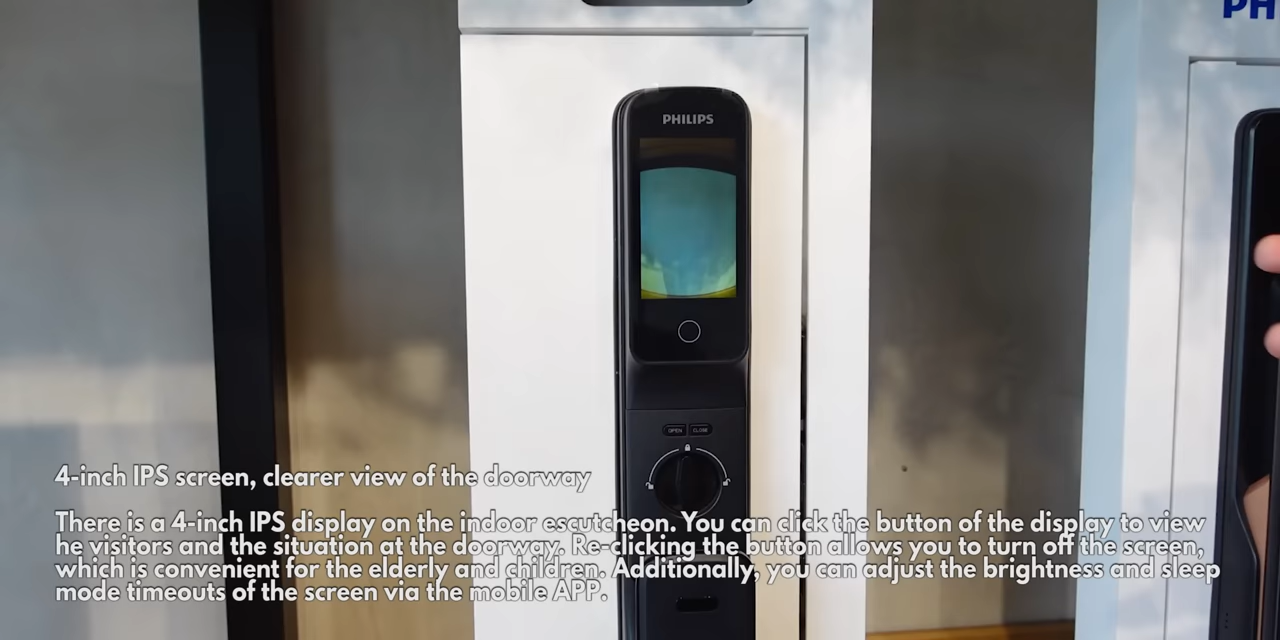 PH
PHILIPS
OPEN CLOSE
4-inch IPS screen, clearer view of the doorway
There is a 4-inch IPS display on the indoor escutcheon. You can click the button of the display to view
he visitors and the situation at the doorway. Re-clicking the button allows you to turn off the screen,
which is convenient for the elderly and children. Additionally, you can adjust the brightness and sleep
mode timeouts of the screen via the mobile APP.